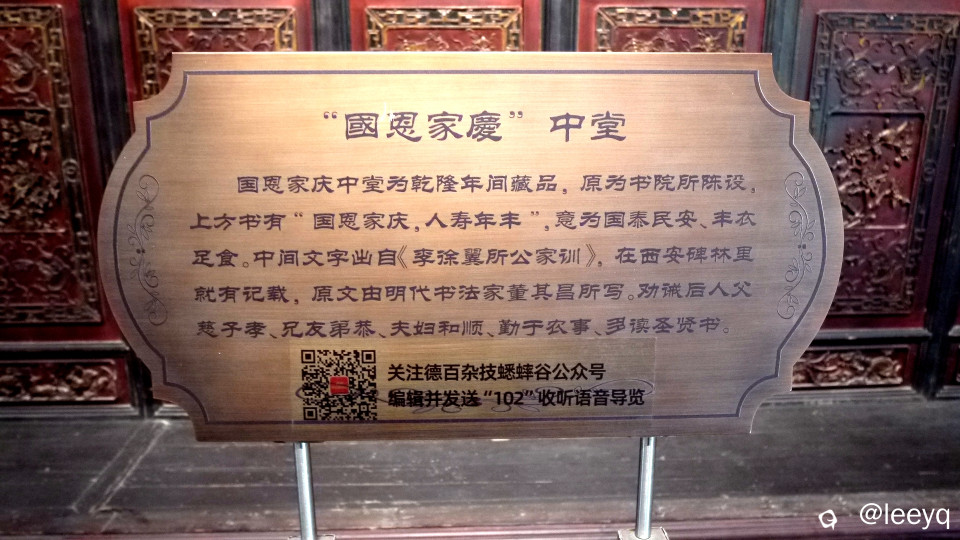 “國恩家慶”中堂
国恩家庆中堂为乾隆年间藏品，原为书院所陈设，
上方书有“国恩家庆，人寿年丰”，意为国泰民安、丰衣
足食。中间文字出自《李徐翼所公家训》，在西安碑林里
就有记载，原文由明代书法家董其昌所写。劝诫后人父
慈子孝、兄友弟恭、夫妇和顺、勤于农事、多读圣贤书。
关注德百杂技蟋蟀谷公众号
编辑并发送“102”收听语音导览
@leeyq